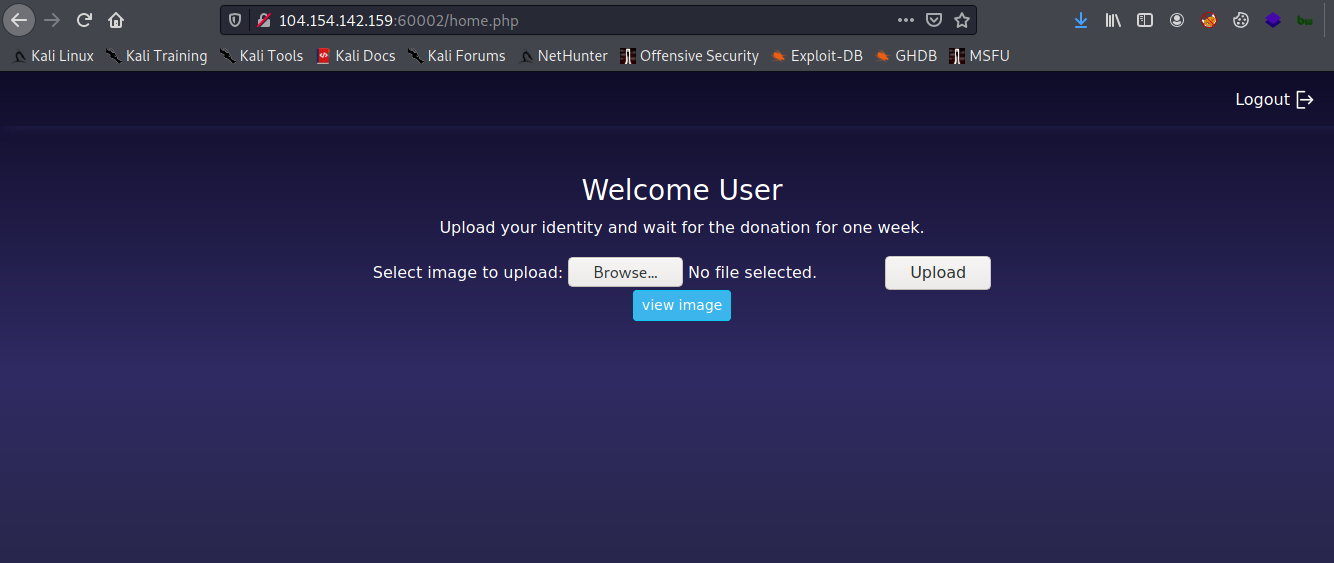 104.154.142.159:60002/home.php
Kali Linux Kali Training Kali Tools Kali Docs Kali Forums NetHunter Offensive Security Exploit-DB GHDB MSFU
Logout
Welcome User
Upload your identity and wait for the donation for one week.
Select image to upload: Browse... No file selected. Upload
view image